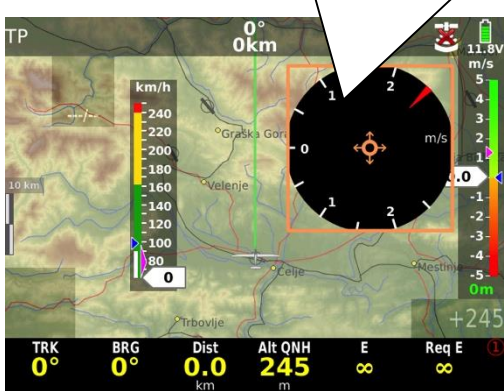 TP
0°
0km
11.8V
m/s
km/h
240
220
200
180
160
140
120
100
80
0
1
2
0
m/s
1
2
5
4
3
2
1
.0
-1
-2
-3
-4
-5
0m
Graška Gora
Velenje
10 km
Celje
Mestinje
Trbovlje
+245
TRK
BRG
Dist
Alt QNH
E
Req E
1
0°
0°
0.0
245
∞
∞
km
m